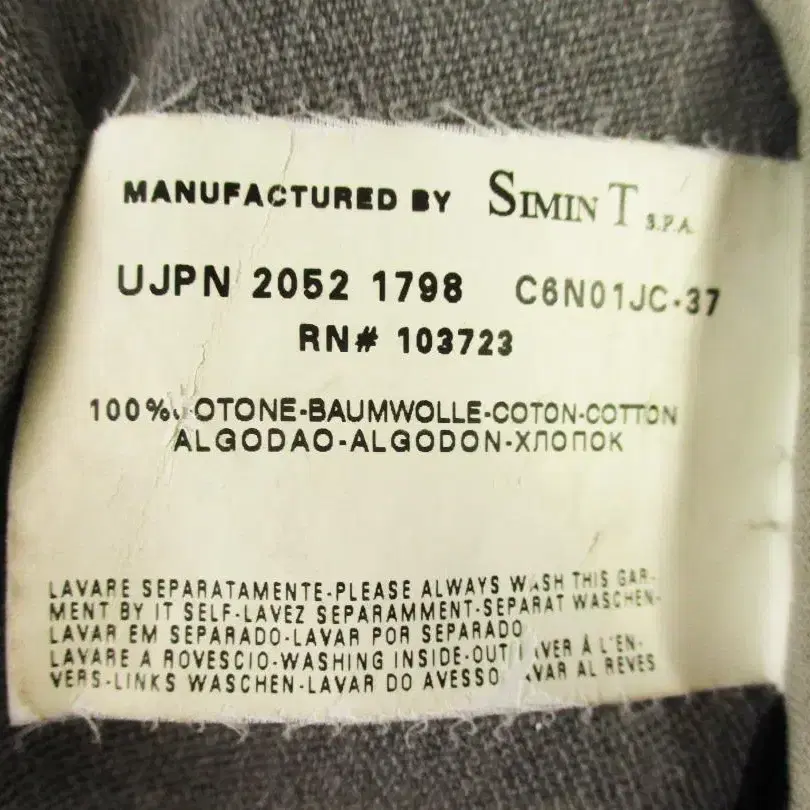 MANUFACTURED BY SIMIN T S.P.A.
UJPN 2052 1798 C6N01JC-37
RN# 103723
100% OTONE-BAUMWOLLE-COTON-COTTON
ALGODAO-ALGODON-ХЛОПОК
LAVARE SEPARATAMENTE-PLEASE ALWAYS WASH THIS GAR-
MENT BY IT SELF-LAVEZ SEPARAMMENT-SEPARAT WASCHEN-
LAVAR EM SEPARADO-LAVAR POR SEPARADO
LAVARE A ROVESCIO-WASHING INSIDE-OUT VER À L'EN-
VERS-LINKS WASCHEN-LAVAR DO AVESSO VAR AL REVES